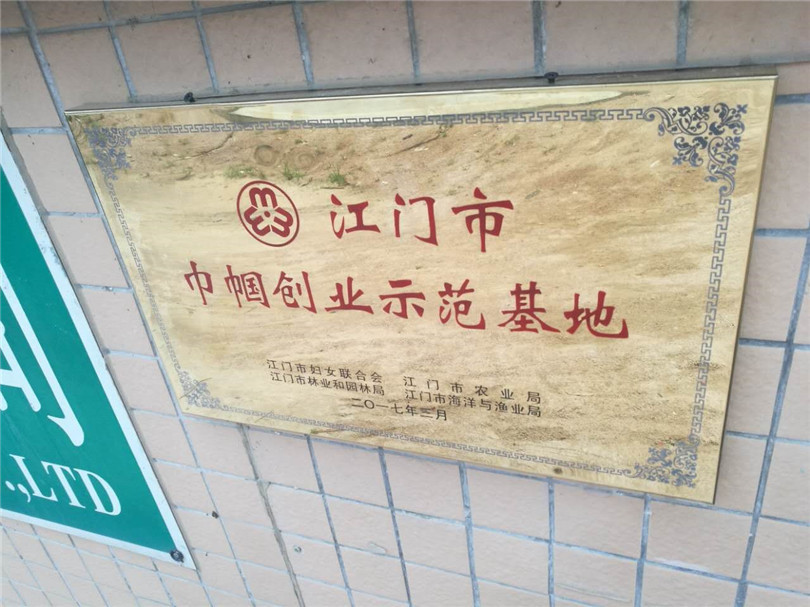 江门市
巾帼创业示范基地
江门市妇女联合会 江门市农业局
江门市林业和园林局 江门市海洋与渔业局
二〇一七年三月
.,LTD